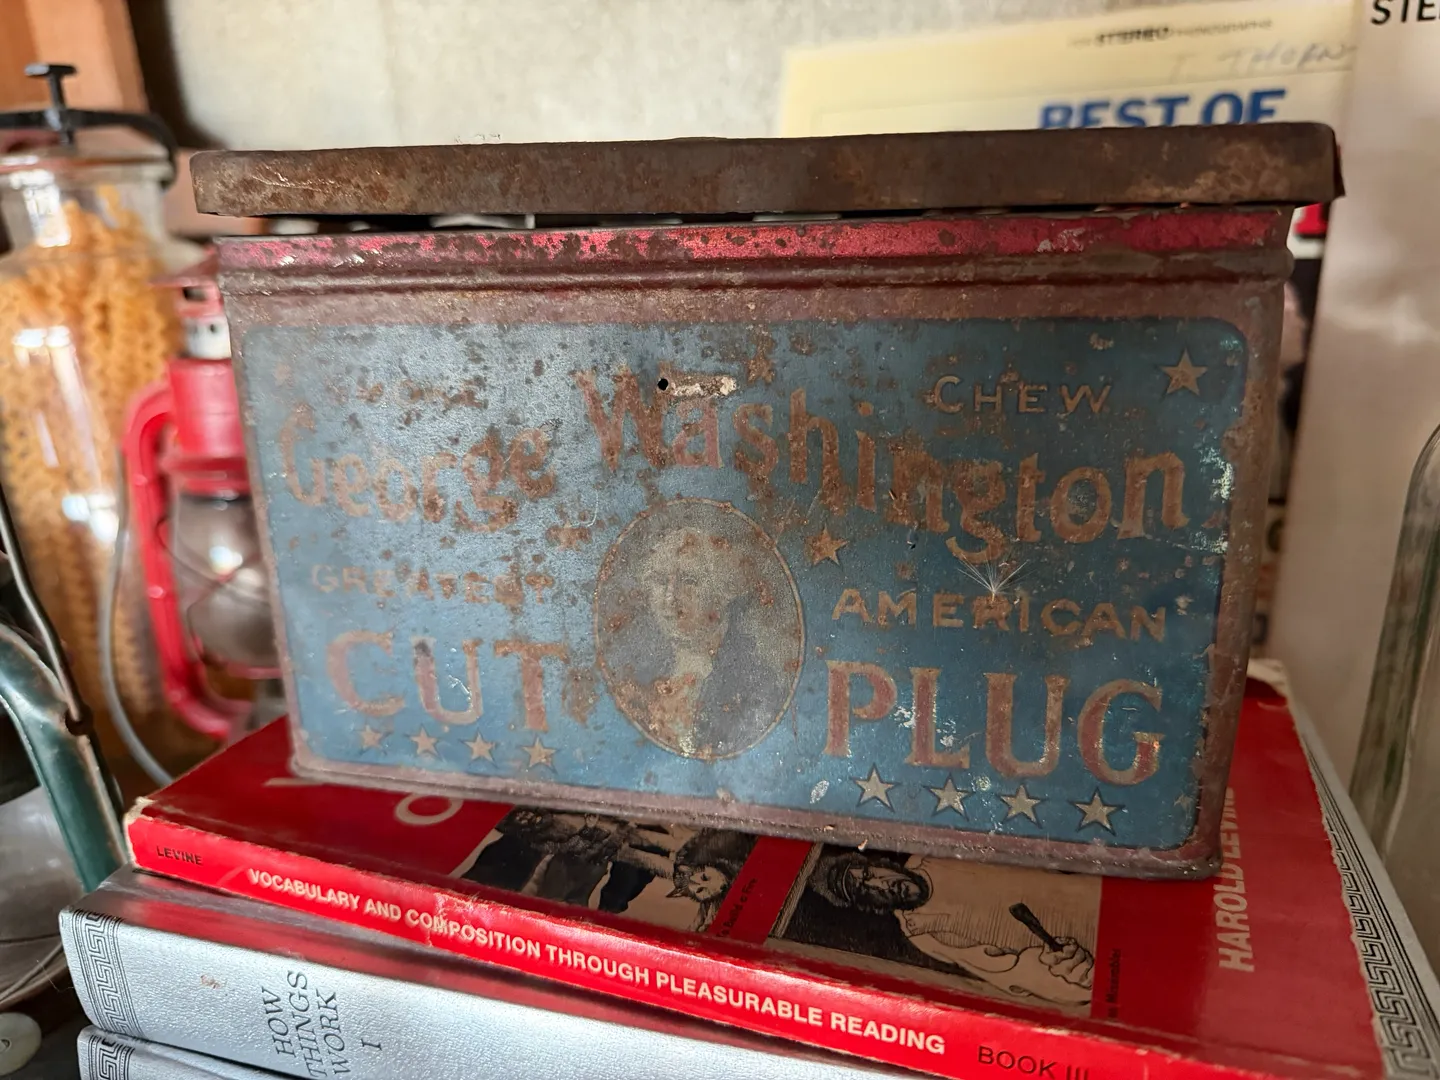 STEREO
BEST OF
CHEW
George Washington
GREATEST
AMERICAN
CUT
PLUG
LEVINE
VOCABULARY AND COMPOSITION THROUGH PLEASURABLE READING
BOOK III
HAROLD LEVINE
HOW
THINGS
WORK
I